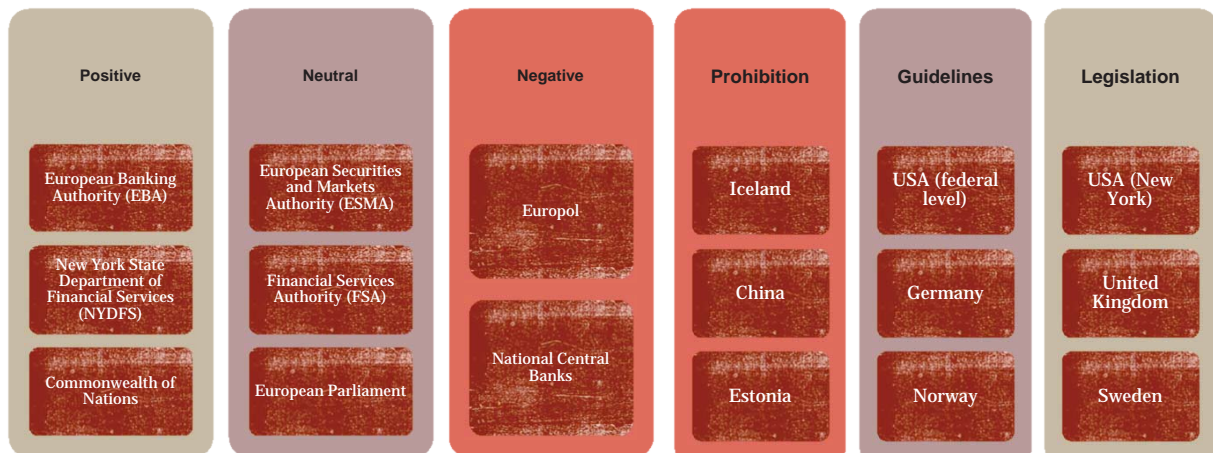 Positive
European Banking
Authority (EBA)
New York State
Department of
Financial Services
(NYDFS)
Commonwealth of
Nations
Neutral
European Securities
and Markets
Authority (ESMA)
Financial Services
Authority (FSA)
European Parliament
Negative
Europol
National Central
Banks
Prohibition
Iceland
China
Estonia
Guidelines
USA (federal
level)
Germany
Norway
Legislation
USA (New
York)
United
Kingdom
Sweden